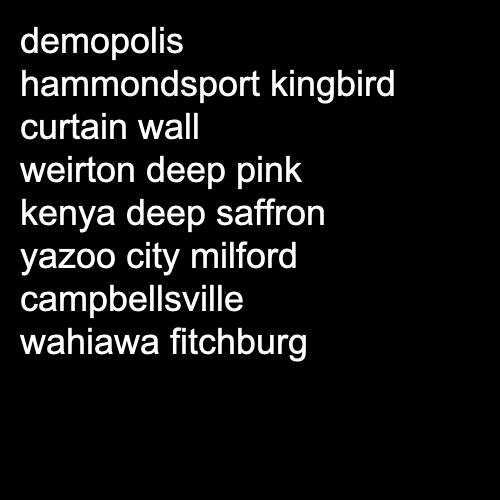 demopolis
hammondsport kingbird
curtain wall
weirton deep pink
kenya deep saffron
yazoo city milford
campbellsville
wahiawa fitchburg